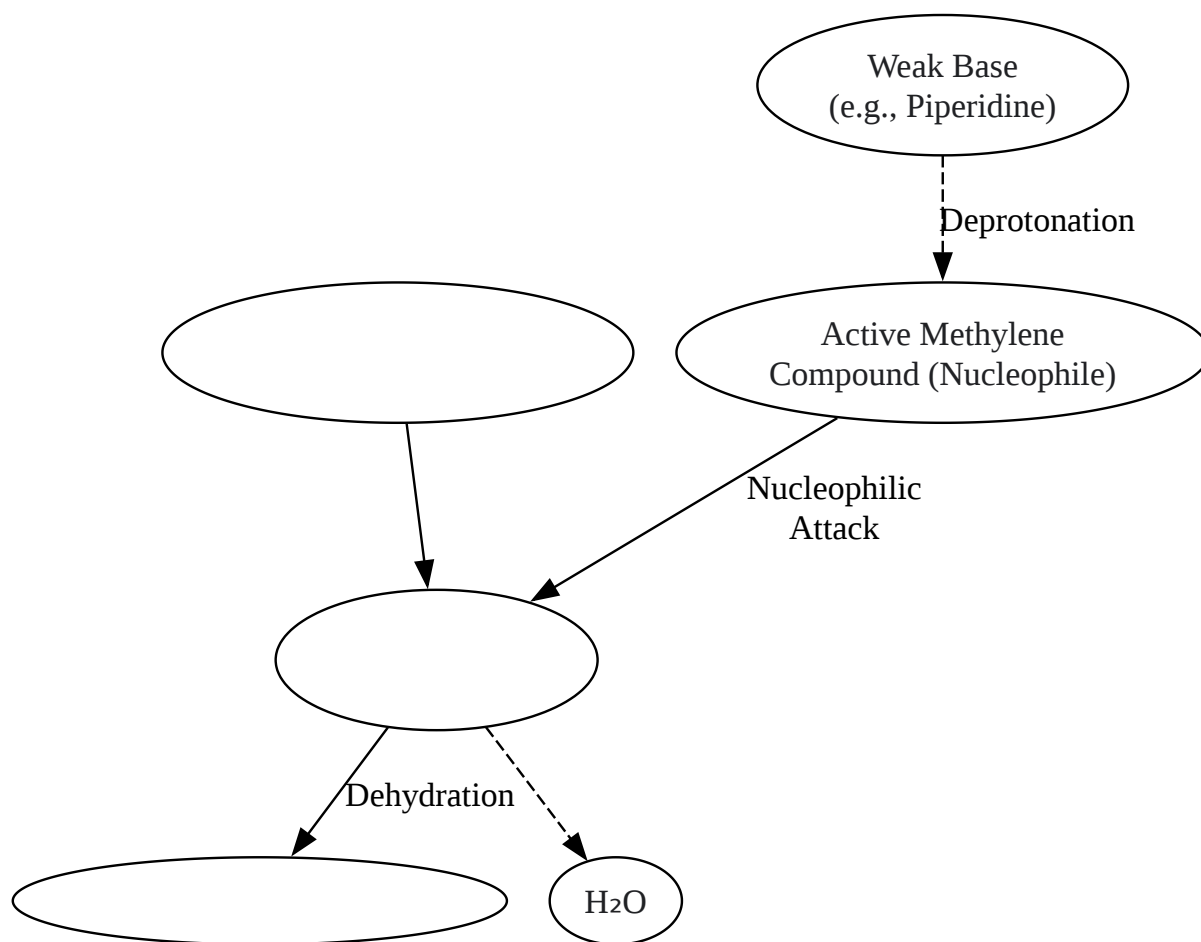 Weak Base
(e.g., Piperidine)
Deprotonation
Active Methylene
Compound (Nucleophile)
Nucleophilic
Attack
Dehydration
H₂O